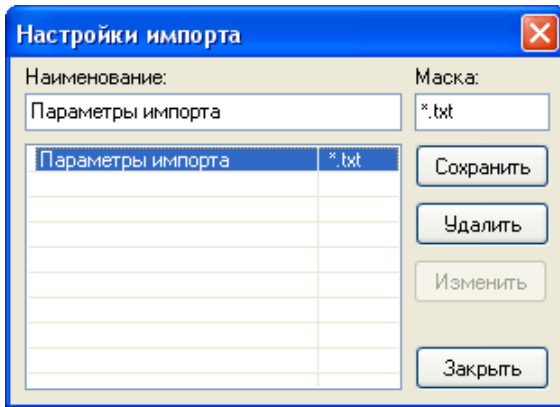 Настройки импорта
Наименование:
Маска:
Параметры импорта
*.txt
Параметры импорта
*.txt
Сохранить
Удалить
Изменить
Закрыть